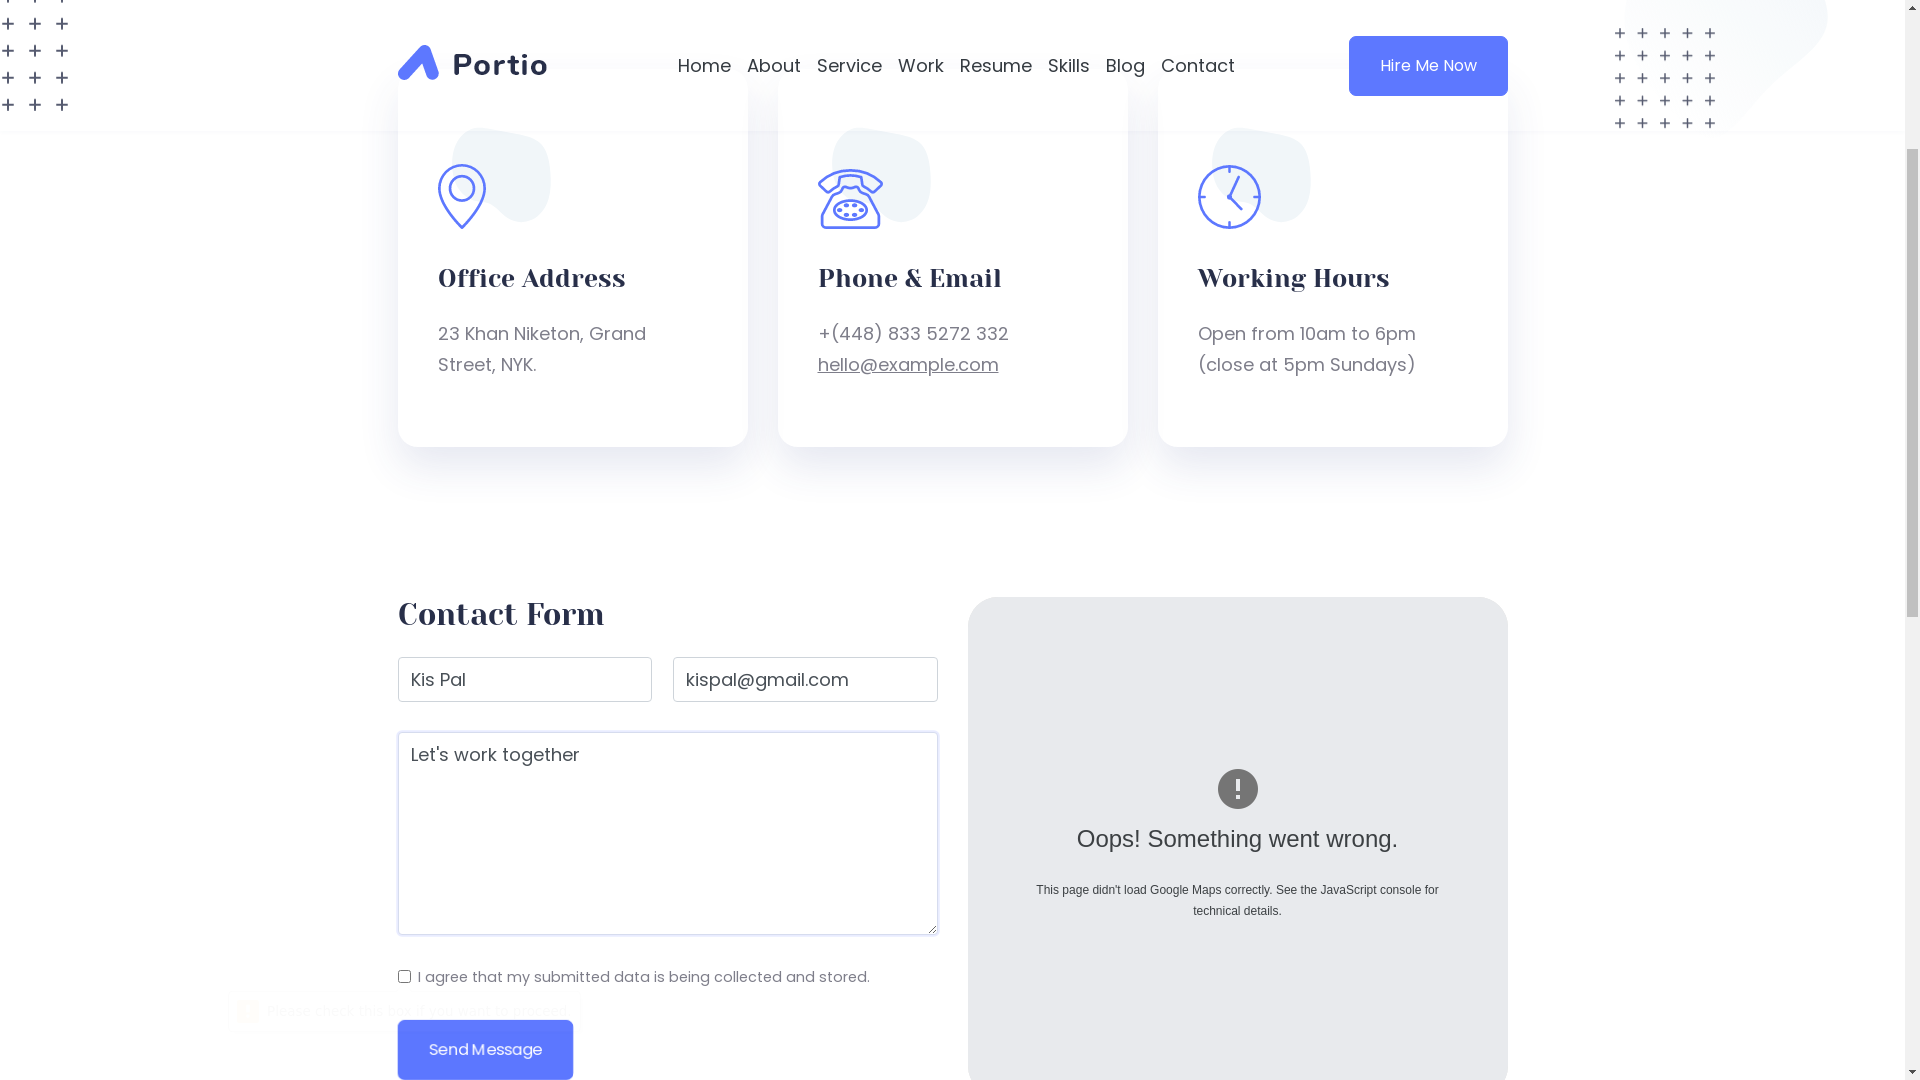 Portio
Home About Service Work Resume Skills Blog Contact
Hire Me Now
Office Address
23 Khan Niketon, Grand
Street, NYK.
Phone & Email
+(448) 833 5272 332
hello@example.com
Working Hours
Open from 10am to 6pm
(close at 5pm Sundays)
Contact Form
Kis Pal
kispal@gmail.com
Let's work together
I agree that my submitted data is being collected and stored.
Send Message
Oops! Something went wrong.
This page didn't load Google Maps correctly. See the JavaScript console for
technical details.